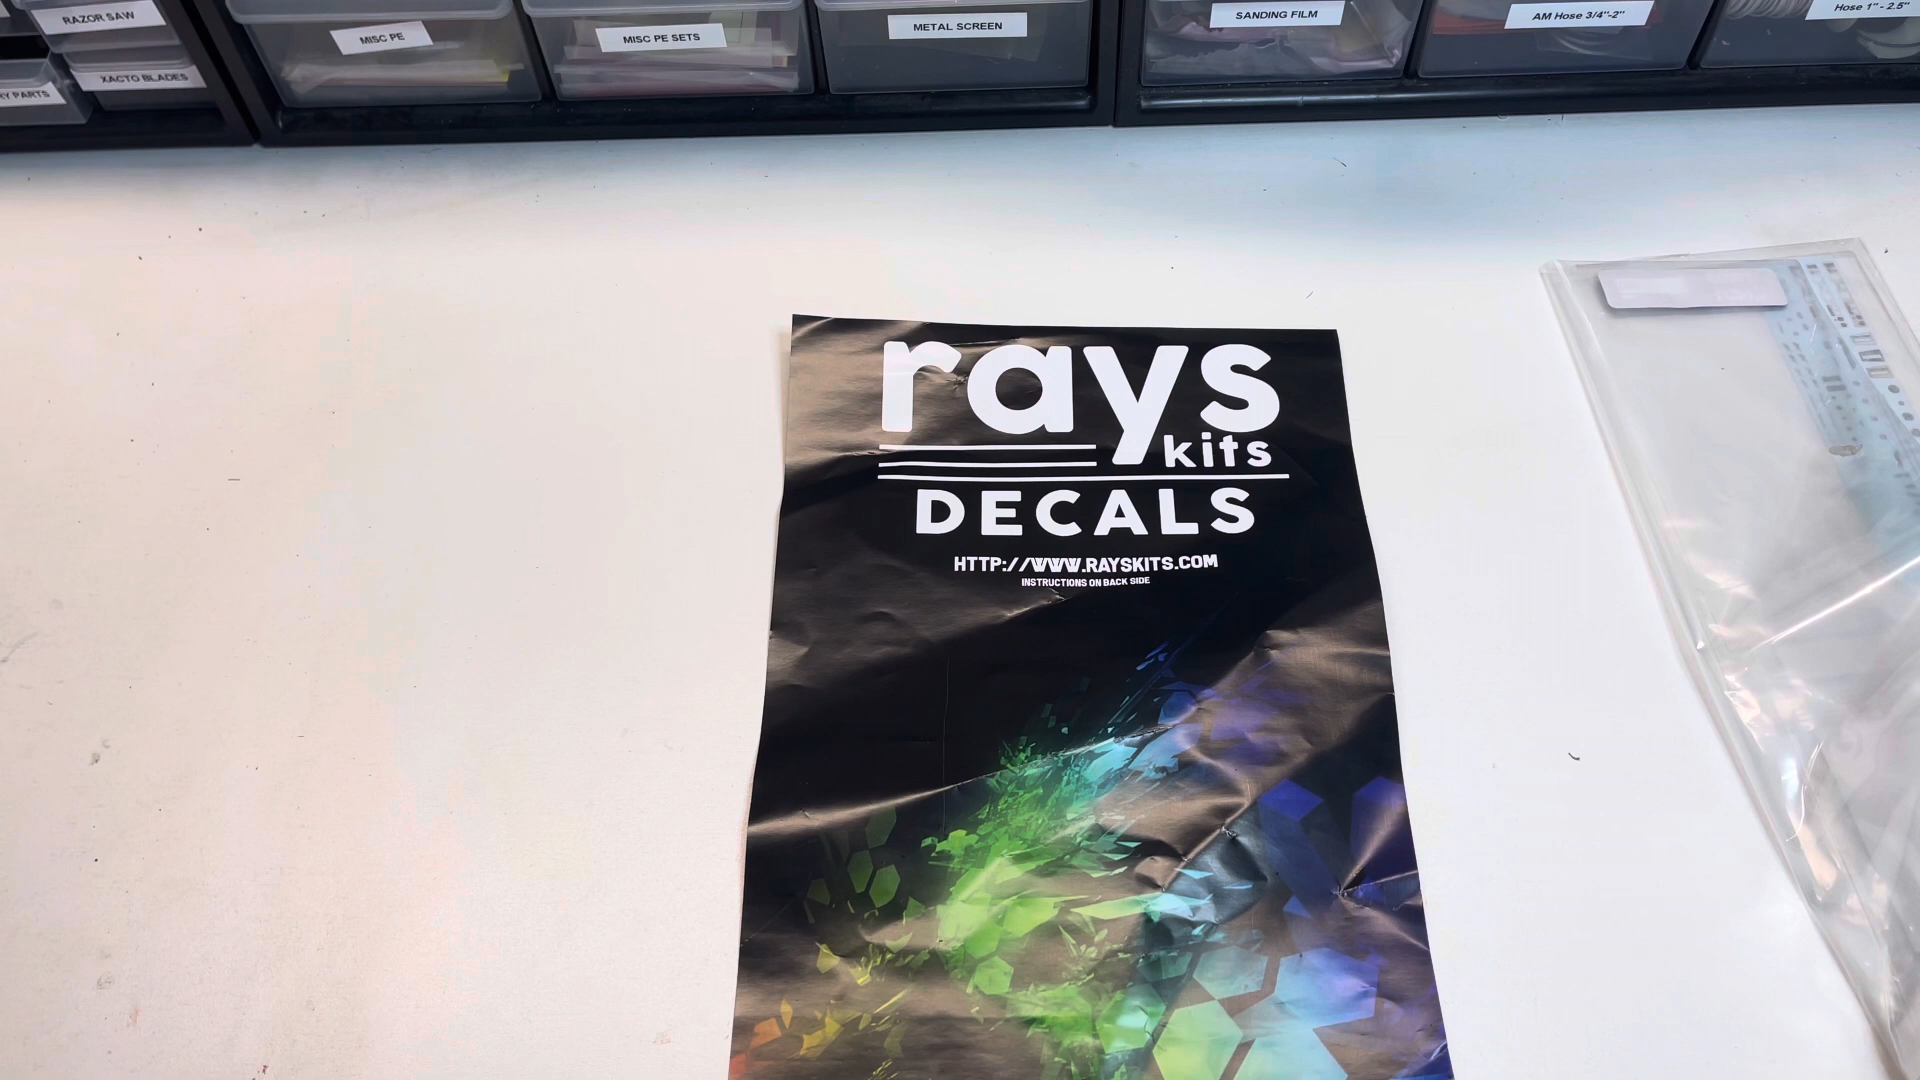 RAZOR SAW
XACTO BLADES
RY PARTS
MISC PE
MISC PE SETS
METAL SCREEN
SANDING FILM
AM Hose 3/4"-2"
Hose 1" - 2.5"
rays
kits
DECALS
HTTP://WWW.RAYSKITS.COM
INSTRUCTIONS ON BACK SIDE